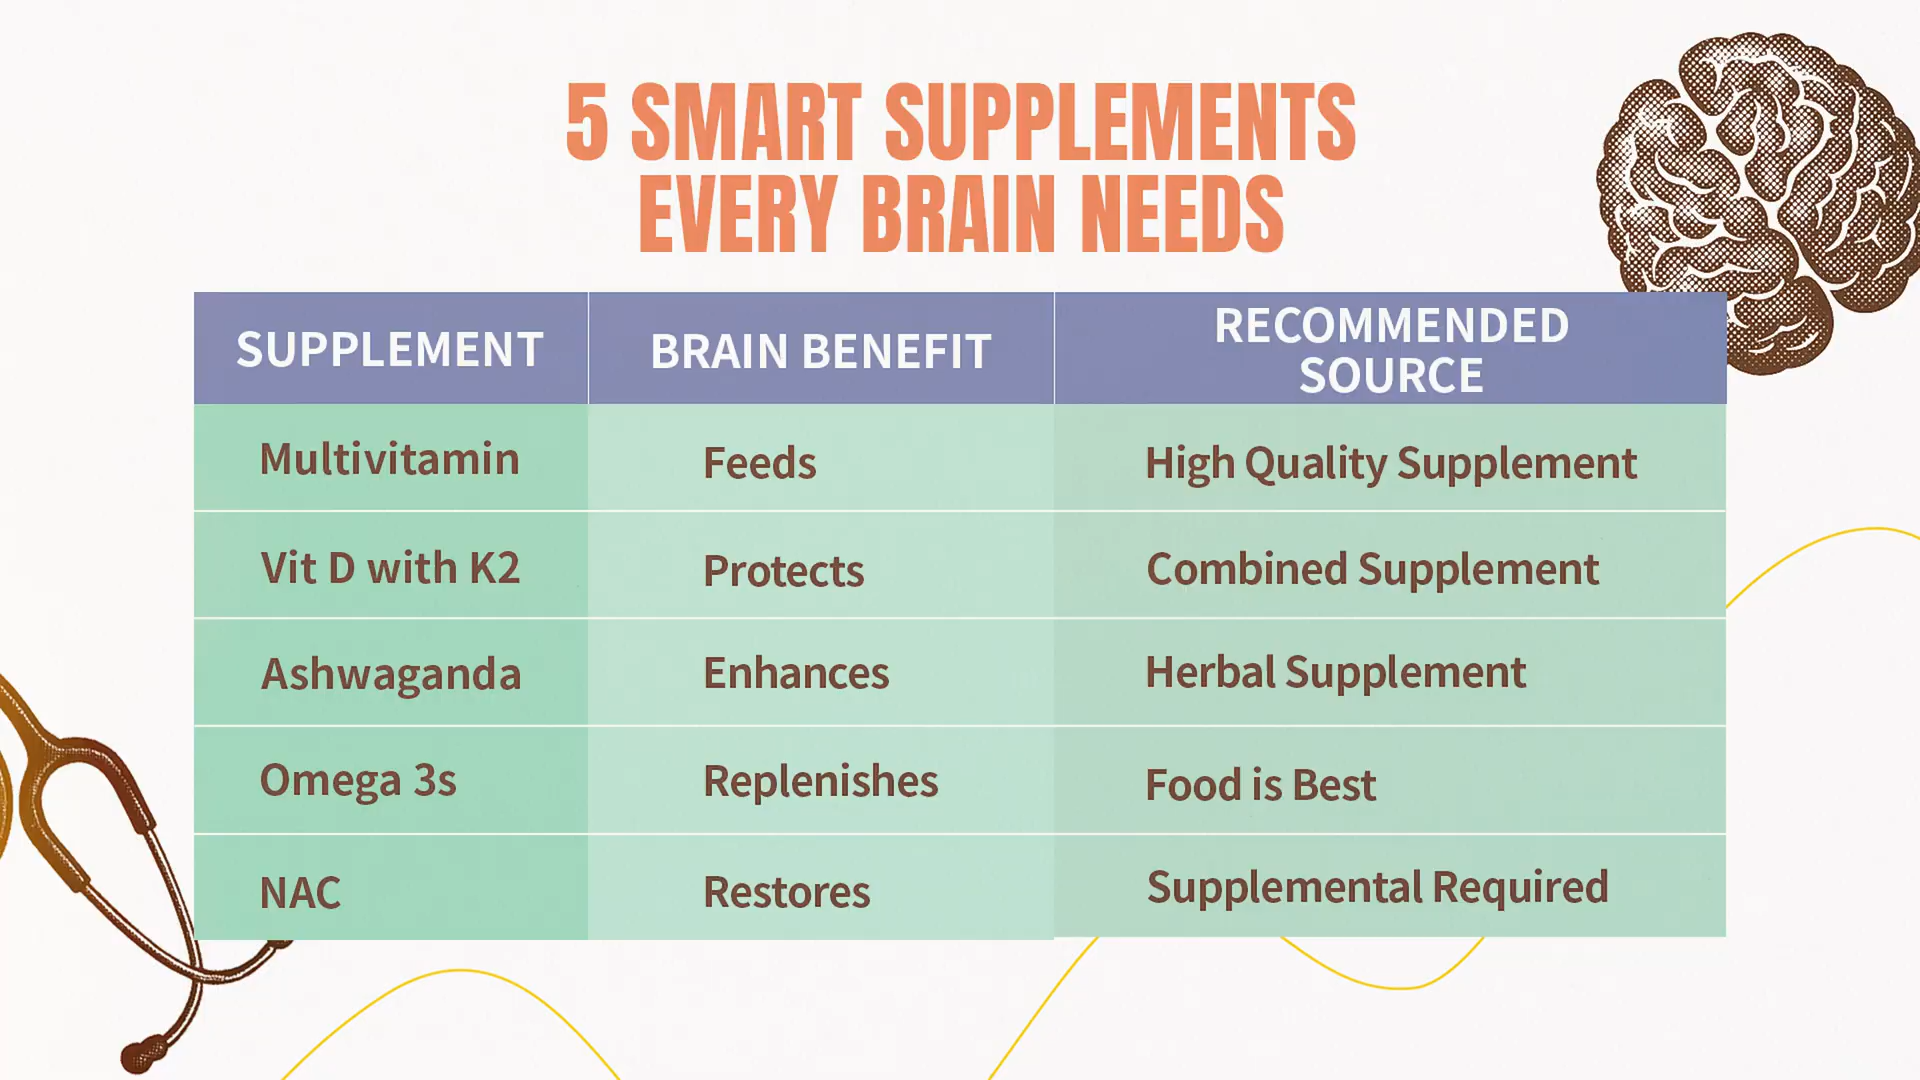 5 SMART SUPPLEMENTS
EVERY BRAIN NEEDS
SUPPLEMENT BRAIN BENEFIT RECOMMENDED
SOURCE
Multivitamin Feeds High Quality Supplement
Vit D with K2 Protects Combined Supplement
Ashwaganda Enhances Herbal Supplement
Omega 3s Replenishes Food is Best
NAC Restores Supplemental Required